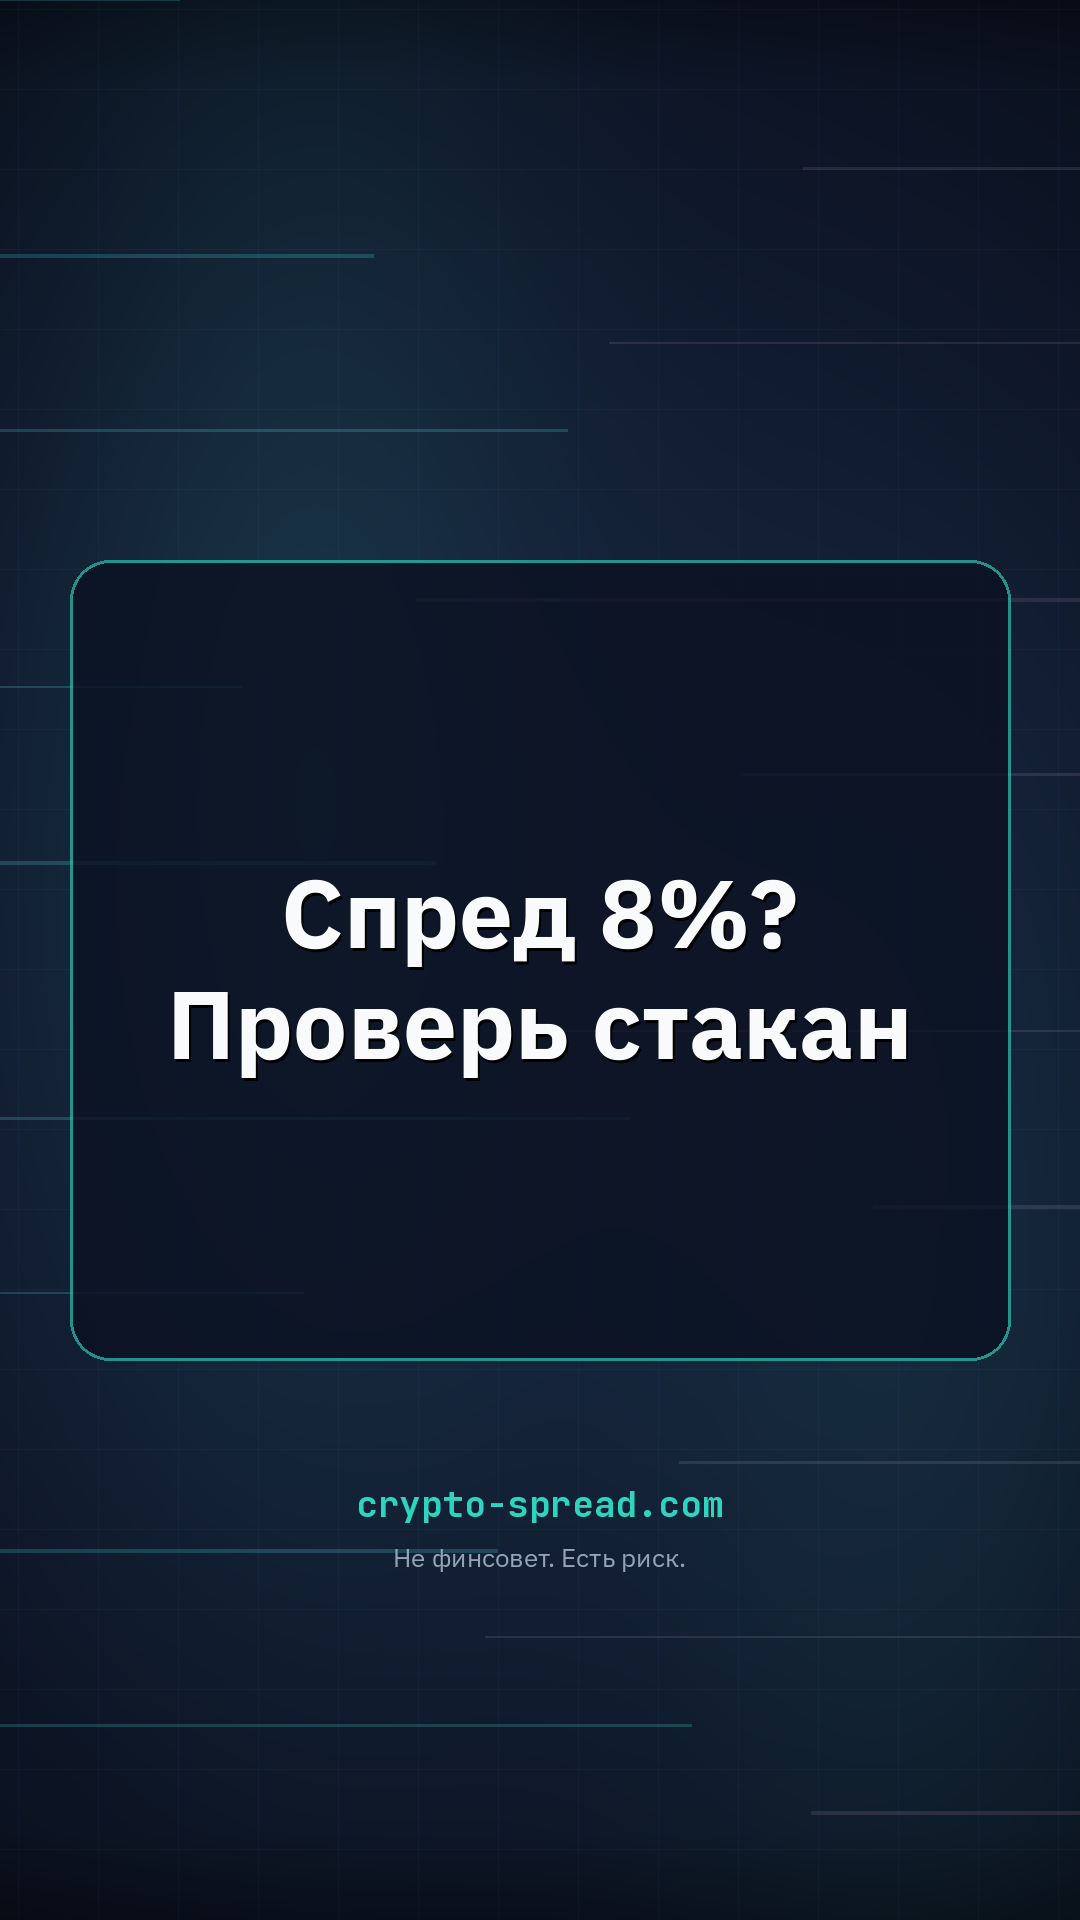 Спред 8%?
Проверь стакан
crypto-spread.com
Не финсовет. Есть риск.